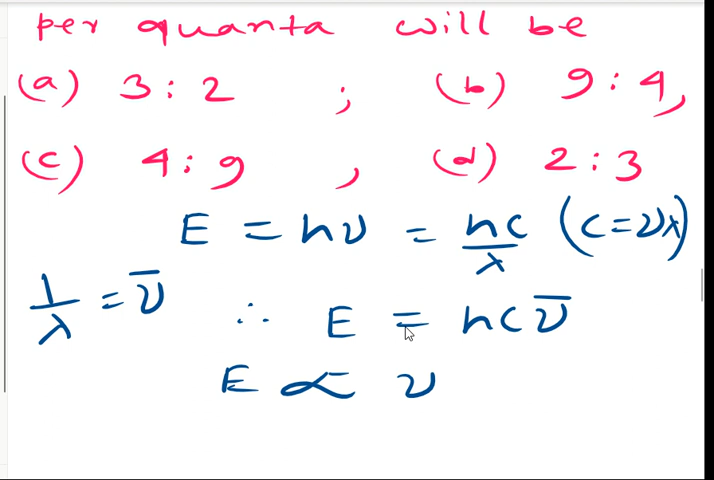 per quanta will be
(a) 3 : 2 ; (b) 9 : 4,
(c) 4 : 9 , (d) 2 : 3
E = hν = hc/λ (c = νλ)
1/λ = ν̅ ∴ E = hcν̅
E ∝ ν